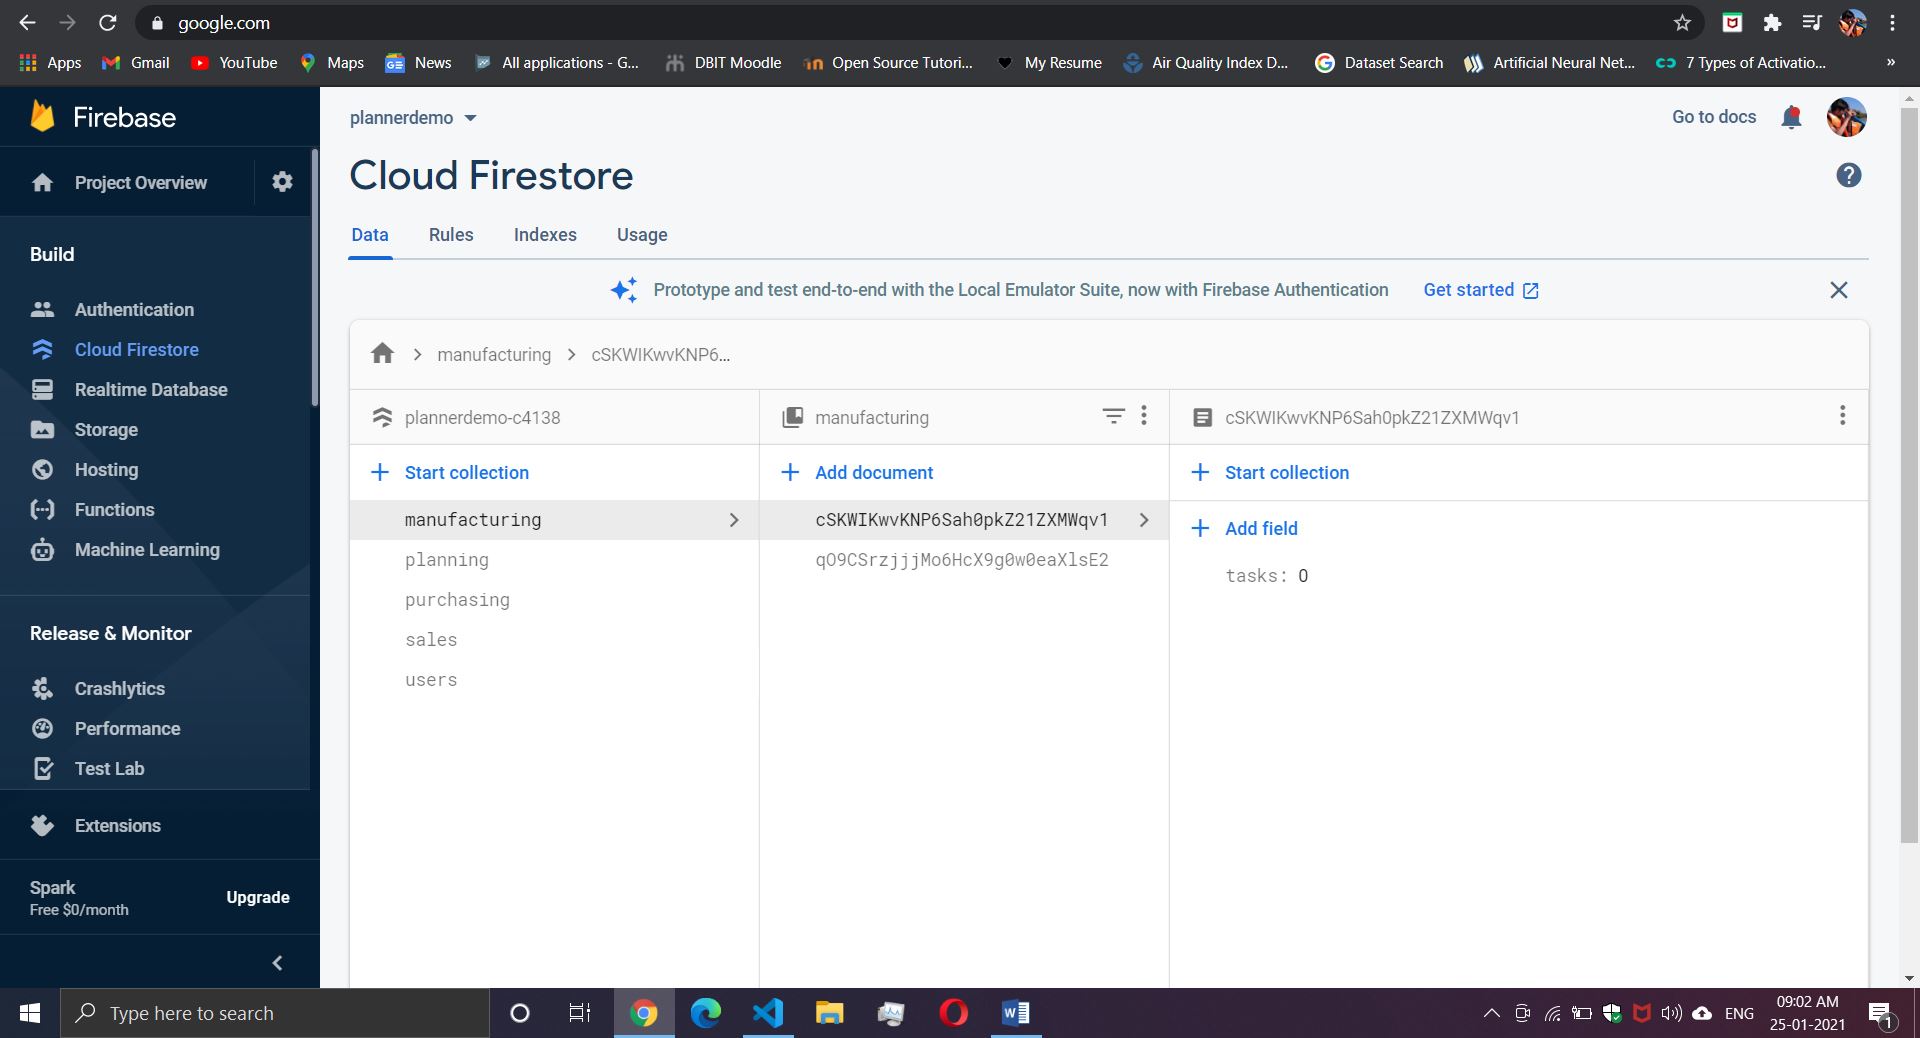 google.com
Apps Gmail YouTube Maps News All applications - G... DBIT Moodle Open Source Tutori... My Resume Air Quality Index D... Dataset Search Artificial Neural Net... 7 Types of Activatio... »
Firebase
Project Overview
Build
Authentication
Cloud Firestore
Realtime Database
Storage
Hosting
Functions
Machine Learning
Release & Monitor
Crashlytics
Performance
Test Lab
Extensions
Spark
Free $0/month
Upgrade
plannerdemo
Go to docs
Cloud Firestore
Data Rules Indexes Usage
Prototype and test end-to-end with the Local Emulator Suite, now with Firebase Authentication Get started
manufacturing cSKWIKwvKNP6...
plannerdemo-c4138
Start collection
manufacturing
planning
purchasing
sales
users
manufacturing
Add document
cSKWIKwvKNP6Sah0pkZ21ZXMWqv1
qO9CSrzjjjMo6HcX9g0w0eaXlsE2
cSKWIKwvKNP6Sah0pkZ21ZXMWqv1
Start collection
Add field
tasks: 0
Type here to search
ENG
09:02 AM
25-01-2021
1